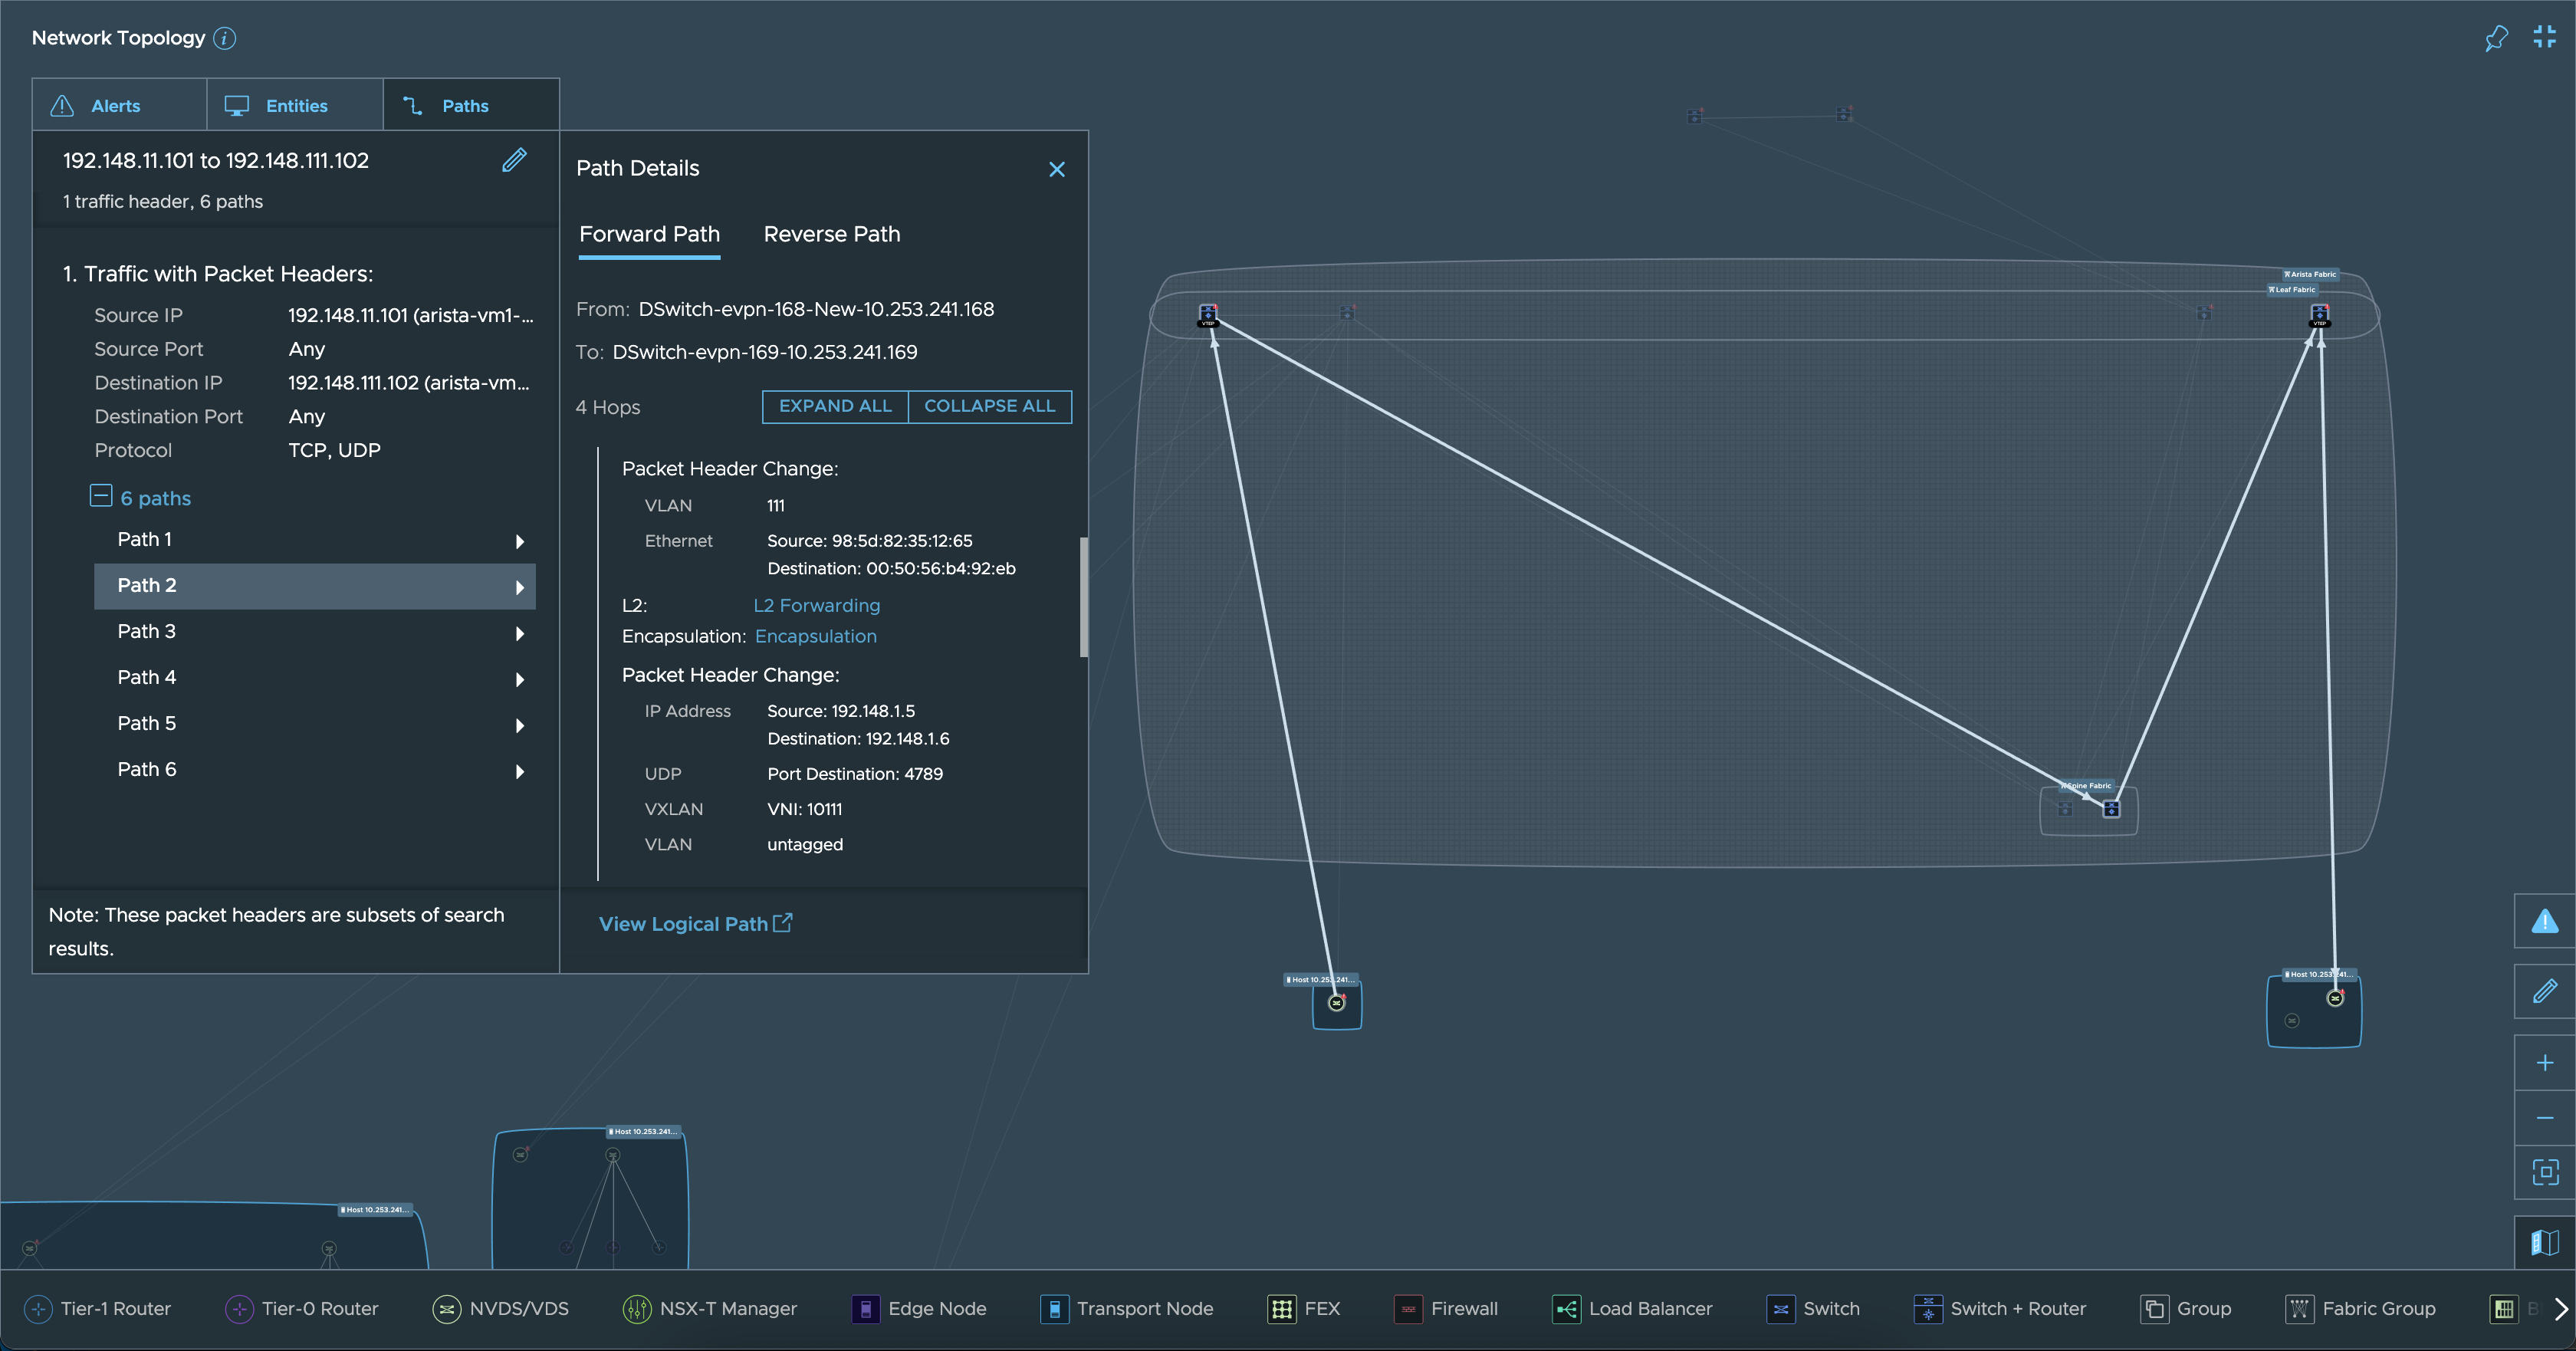 Network Topology
Alerts
Entities
Paths
192.148.11.101 to 192.148.111.102
1 traffic header, 6 paths
1. Traffic with Packet Headers:
Source IP 192.148.11.101 (arista-vm1-...
Source Port Any
Destination IP 192.148.111.102 (arista-vm...
Destination Port Any
Protocol TCP, UDP
6 paths
Path 1
Path 2
Path 3
Path 4
Path 5
Path 6
Note: These packet headers are subsets of search
results.
Path Details
Forward Path
Reverse Path
From: DSwitch-evpn-168-New-10.253.241.168
To: DSwitch-evpn-169-10.253.241.169
4 Hops
EXPAND ALL
COLLAPSE ALL
Packet Header Change:
VLAN 111
Ethernet Source: 98:5d:82:35:12:65
Destination: 00:50:56:b4:92:eb
L2: L2 Forwarding
Encapsulation: Encapsulation
Packet Header Change:
IP Address Source: 192.148.1.5
Destination: 192.148.1.6
UDP Port Destination: 4789
VXLAN VNI: 10111
VLAN untagged
View Logical Path
Arista Fabric
Leaf Fabric
VTEP
VTEP
Spine Fabric
Host 10.253.241...
Host 10.253.241...
Host 10.253.241...
Host 10.253.241...
Tier-1 Router
Tier-0 Router
NVDS/VDS
NSX-T Manager
Edge Node
Transport Node
FEX
Firewall
Load Balancer
Switch
Switch + Router
Group
Fabric Group